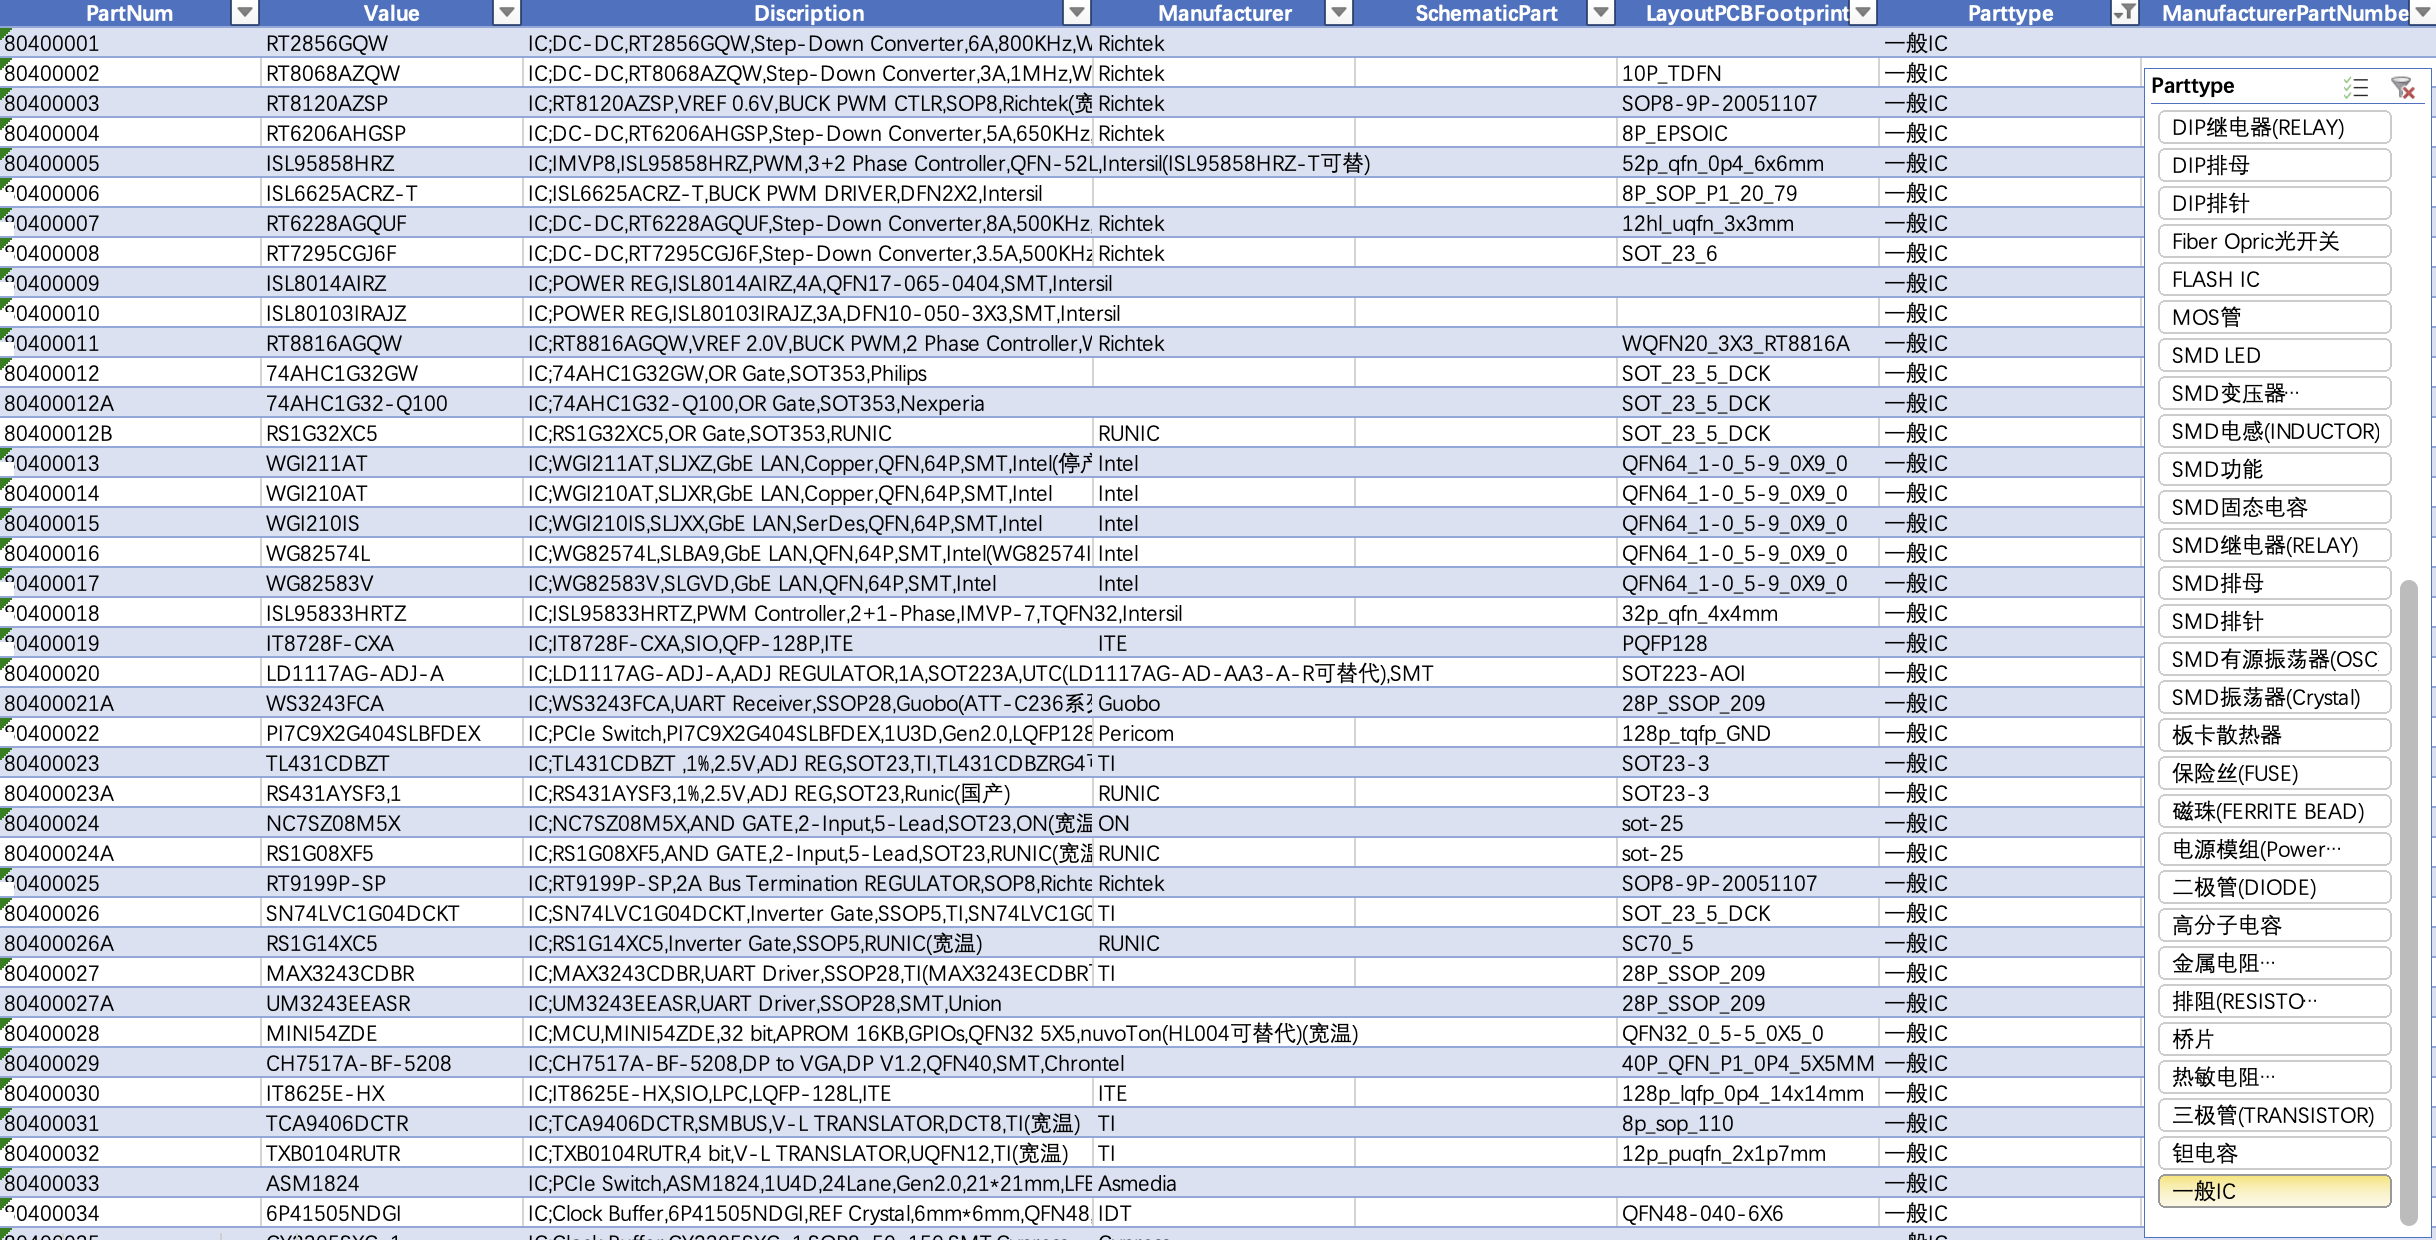 PartNum Value Discription Manufacturer SchematicPart LayoutPCBFootprint Parttype ManufacturerPartNumbe
80400001 RT2856GQW IC;DC-DC,RT2856GQW,Step-Down Converter,6A,800KHz,W Richtek 一般IC
80400002 RT8068AZQW IC;DC-DC,RT8068AZQW,Step-Down Converter,3A,1MHz,W Richtek 10P_TDFN 一般IC
80400003 RT8120AZSP IC;RT8120AZSP,VREF 0.6V,BUCK PWM CTLR,SOP8,Richtek(宽 Richtek SOP8-9P-20051107 一般IC
80400004 RT6206AHGSP IC;DC-DC,RT6206AHGSP,Step-Down Converter,5A,650KHz, Richtek 8P_EPSOIC 一般IC
80400005 ISL95858HRZ IC;IMVP8,ISL95858HRZ,PWM,3+2 Phase Controller,QFN-52L,Intersil(ISL95858HRZ-T可替) 52p_qfn_0p4_6x6mm 一般IC
80400006 ISL6625ACRZ-T IC;ISL6625ACRZ-T,BUCK PWM DRIVER,DFN2X2,Intersil 8P_SOP_P1_20_79 一般IC
80400007 RT6228AGQUF IC;DC-DC,RT6228AGQUF,Step-Down Converter,8A,500KHz, Richtek 12hl_uqfn_3x3mm 一般IC
80400008 RT7295CGJ6F IC;DC-DC,RT7295CGJ6F,Step-Down Converter,3.5A,500KHz Richtek SOT_23_6 一般IC
80400009 ISL8014AIRZ IC;POWER REG,ISL8014AIRZ,4A,QFN17-065-0404,SMT,Intersil 一般IC
80400010 ISL80103IRAJZ IC;POWER REG,ISL80103IRAJZ,3A,DFN10-050-3X3,SMT,Intersil 一般IC
80400011 RT8816AGQW IC;RT8816AGQW,VREF 2.0V,BUCK PWM,2 Phase Controller,W Richtek WQFN20_3X3_RT8816A 一般IC
80400012 74AHC1G32GW IC;74AHC1G32GW,OR Gate,SOT353,Philips SOT_23_5_DCK 一般IC
80400012A 74AHC1G32-Q100 IC;74AHC1G32-Q100,OR Gate,SOT353,Nexperia SOT_23_5_DCK 一般IC
80400012B RS1G32XC5 IC;RS1G32XC5,OR Gate,SOT353,RUNIC RUNIC SOT_23_5_DCK 一般IC
80400013 WGI211AT IC;WGI211AT,SLJXZ,GbE LAN,Copper,QFN,64P,SMT,Intel(停产 Intel QFN64_1-0_5-9_0X9_0 一般IC
80400014 WGI210AT IC;WGI210AT,SLJXR,GbE LAN,Copper,QFN,64P,SMT,Intel Intel QFN64_1-0_5-9_0X9_0 一般IC
80400015 WGI210IS IC;WGI210IS,SLJXX,GbE LAN,SerDes,QFN,64P,SMT,Intel Intel QFN64_1-0_5-9_0X9_0 一般IC
80400016 WG82574L IC;WG82574L,SLBA9,GbE LAN,QFN,64P,SMT,Intel(WG82574I Intel QFN64_1-0_5-9_0X9_0 一般IC
80400017 WG82583V IC;WG82583V,SLGVD,GbE LAN,QFN,64P,SMT,Intel Intel QFN64_1-0_5-9_0X9_0 一般IC
80400018 ISL95833HRTZ IC;ISL95833HRTZ,PWM Controller,2+1-Phase,IMVP-7,TQFN32,Intersil 32p_qfn_4x4mm 一般IC
80400019 IT8728F-CXA IC;IT8728F-CXA,SIO,QFP-128P,ITE ITE PQFP128 一般IC
80400020 LD1117AG-ADJ-A IC;LD1117AG-ADJ-A,ADJ REGULATOR,1A,SOT223A,UTC(LD1117AG-AD-AA3-A-R可替代),SMT SOT223-AOI 一般IC
80400021A WS3243FCA IC;WS3243FCA,UART Receiver,SSOP28,Guobo(ATT-C236系 Guobo 28P_SSOP_209 一般IC
80400022 PI7C9X2G404SLBFDEX IC;PCIe Switch,PI7C9X2G404SLBFDEX,1U3D,Gen2.0,LQFP128 Pericom 128p_tqfp_GND 一般IC
80400023 TL431CDBZT IC;TL431CDBZT ,1%,2.5V,ADJ REG,SOT23,TI,TL431CDBZRG4 TI SOT23-3 一般IC
80400023A RS431AYSF3,1 IC;RS431AYSF3,1%,2.5V,ADJ REG,SOT23,Runic(国产) RUNIC SOT23-3 一般IC
80400024 NC7SZ08M5X IC;NC7SZ08M5X,AND GATE,2-Input,5-Lead,SOT23,ON(宽温 ON sot-25 一般IC
80400024A RS1G08XF5 IC;RS1G08XF5,AND GATE,2-Input,5-Lead,SOT23,RUNIC(宽温 RUNIC sot-25 一般IC
80400025 RT9199P-SP IC;RT9199P-SP,2A Bus Termination REGULATOR,SOP8,Richte Richtek SOP8-9P-20051107 一般IC
80400026 SN74LVC1G04DCKT IC;SN74LVC1G04DCKT,Inverter Gate,SSOP5,TI,SN74LVC1G0 TI SOT_23_5_DCK 一般IC
80400026A RS1G14XC5 IC;RS1G14XC5,Inverter Gate,SSOP5,RUNIC(宽温) RUNIC SC70_5 一般IC
80400027 MAX3243CDBR IC;MAX3243CDBR,UART Driver,SSOP28,TI(MAX3243ECDBR TI 28P_SSOP_209 一般IC
80400027A UM3243EEASR IC;UM3243EEASR,UART Driver,SSOP28,SMT,Union 28P_SSOP_209 一般IC
80400028 MINI54ZDE IC;MCU,MINI54ZDE,32 bit,APROM 16KB,GPIOs,QFN32 5X5,nuvoTon(HL004可替代)(宽温) QFN32_0_5-5_0X5_0 一般IC
80400029 CH7517A-BF-5208 IC;CH7517A-BF-5208,DP to VGA,DP V1.2,QFN40,SMT,Chrontel 40P_QFN_P1_0P4_5X5MM 一般IC
80400030 IT8625E-HX IC;IT8625E-HX,SIO,LPC,LQFP-128L,ITE ITE 128p_lqfp_0p4_14x14mm 一般IC
80400031 TCA9406DCTR IC;TCA9406DCTR,SMBUS,V-L TRANSLATOR,DCT8,TI(宽温) TI 8p_sop_110 一般IC
80400032 TXB0104RUTR IC;TXB0104RUTR,4 bit,V-L TRANSLATOR,UQFN12,TI(宽温) TI 12p_puqfn_2x1p7mm 一般IC
80400033 ASM1824 IC;PCIe Switch,ASM1824,1U4D,24Lane,Gen2.0,21*21mm,LFE Asmedia 一般IC
80400034 6P41505NDGI IC;Clock Buffer,6P41505NDGI,REF Crystal,6mm*6mm,QFN48, IDT QFN48-040-6X6 一般IC
Parttype
DIP继电器(RELAY)
DIP排母
DIP排针
Fiber Opric光开关
FLASH IC
MOS管
SMD LED
SMD变压器…
SMD电感(INDUCTOR)
SMD功能
SMD固态电容
SMD继电器(RELAY)
SMD排母
SMD排针
SMD有源振荡器(OSC
SMD振荡器(Crystal)
板卡散热器
保险丝(FUSE)
磁珠(FERRITE BEAD)
电源模组(Power…
二极管(DIODE)
高分子电容
金属电阻…
排阻(RESISTO…
桥片
热敏电阻…
三极管(TRANSISTOR)
钽电容
一般IC